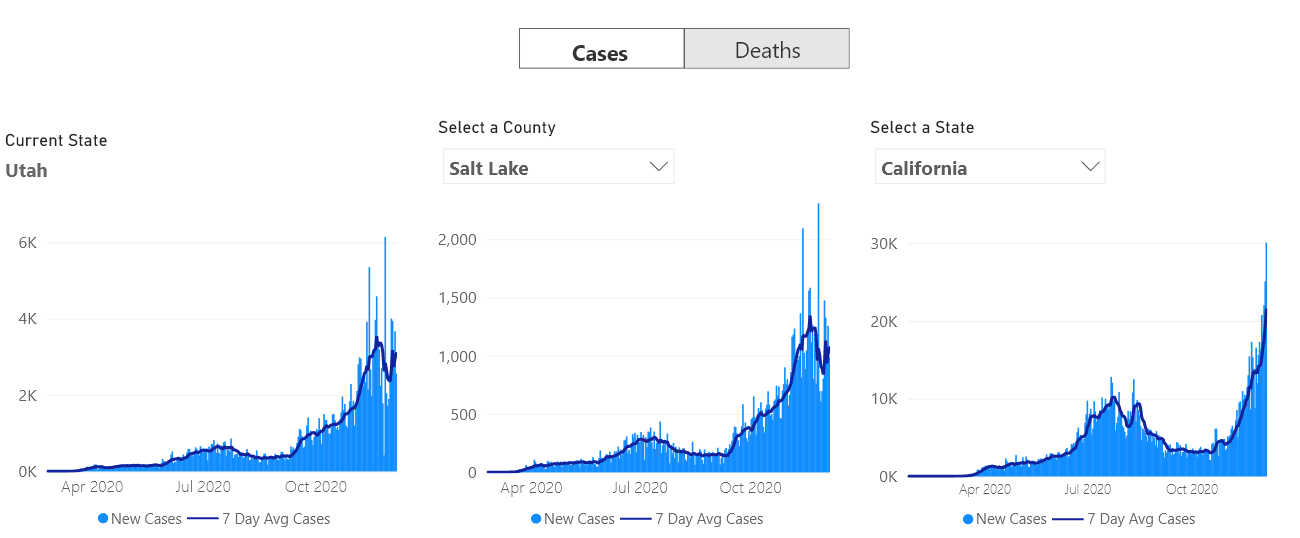 Cases Deaths
Current State
Utah
Select a County
Salt Lake
Select a State
California
6K
4K
2K
0K
Apr 2020 Jul 2020 Oct 2020
New Cases 7 Day Avg Cases
2,000
1,500
1,000
500
0
Apr 2020 Jul 2020 Oct 2020
New Cases 7 Day Avg Cases
30K
20K
10K
0K
Apr 2020 Jul 2020 Oct 2020
New Cases 7 Day Avg Cases